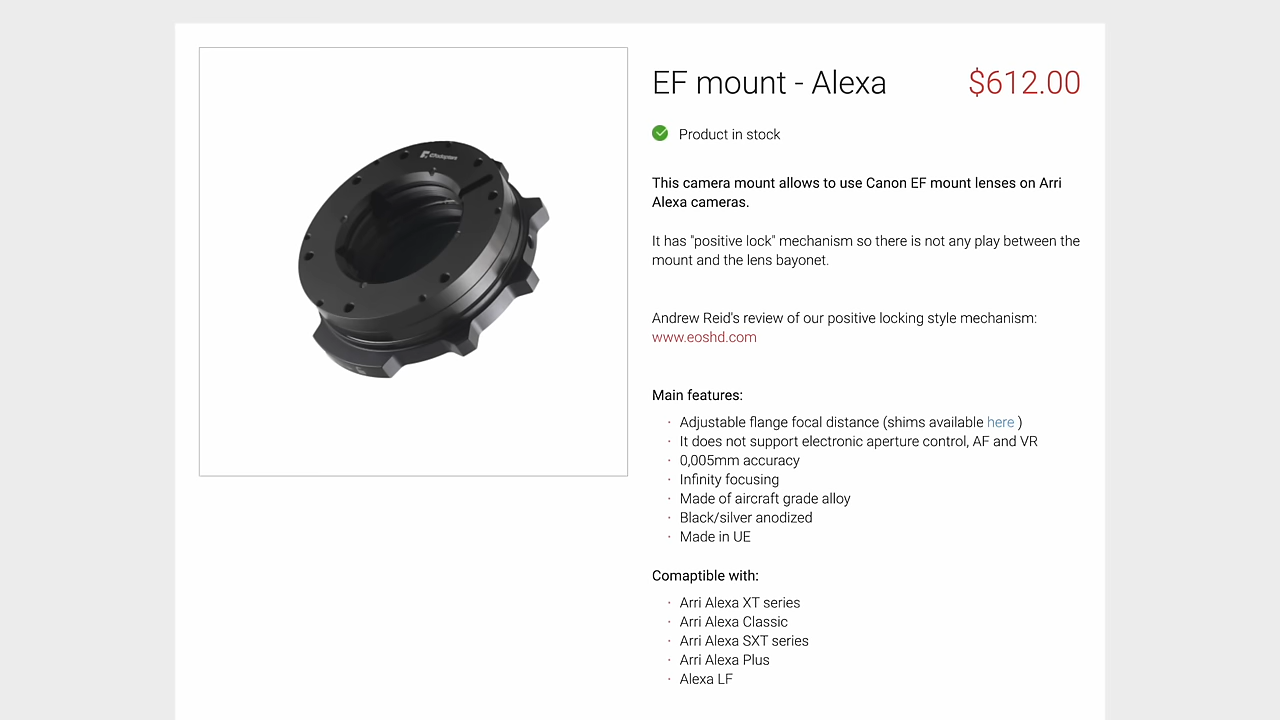 EF mount - Alexa
$612.00
Product in stock
This camera mount allows to use Canon EF mount lenses on Arri
Alexa cameras.
It has "positive lock" mechanism so there is not any play between the
mount and the lens bayonet.
Andrew Reid's review of our positive locking style mechanism:
www.eoshd.com
Main features:
· Adjustable flange focal distance (shims available here )
· It does not support electronic aperture control, AF and VR
· 0,005mm accuracy
· Infinity focusing
· Made of aircraft grade alloy
· Black/silver anodized
· Made in UE
Comaptible with:
· Arri Alexa XT series
· Arri Alexa Classic
· Arri Alexa SXT series
· Arri Alexa Plus
· Alexa LF